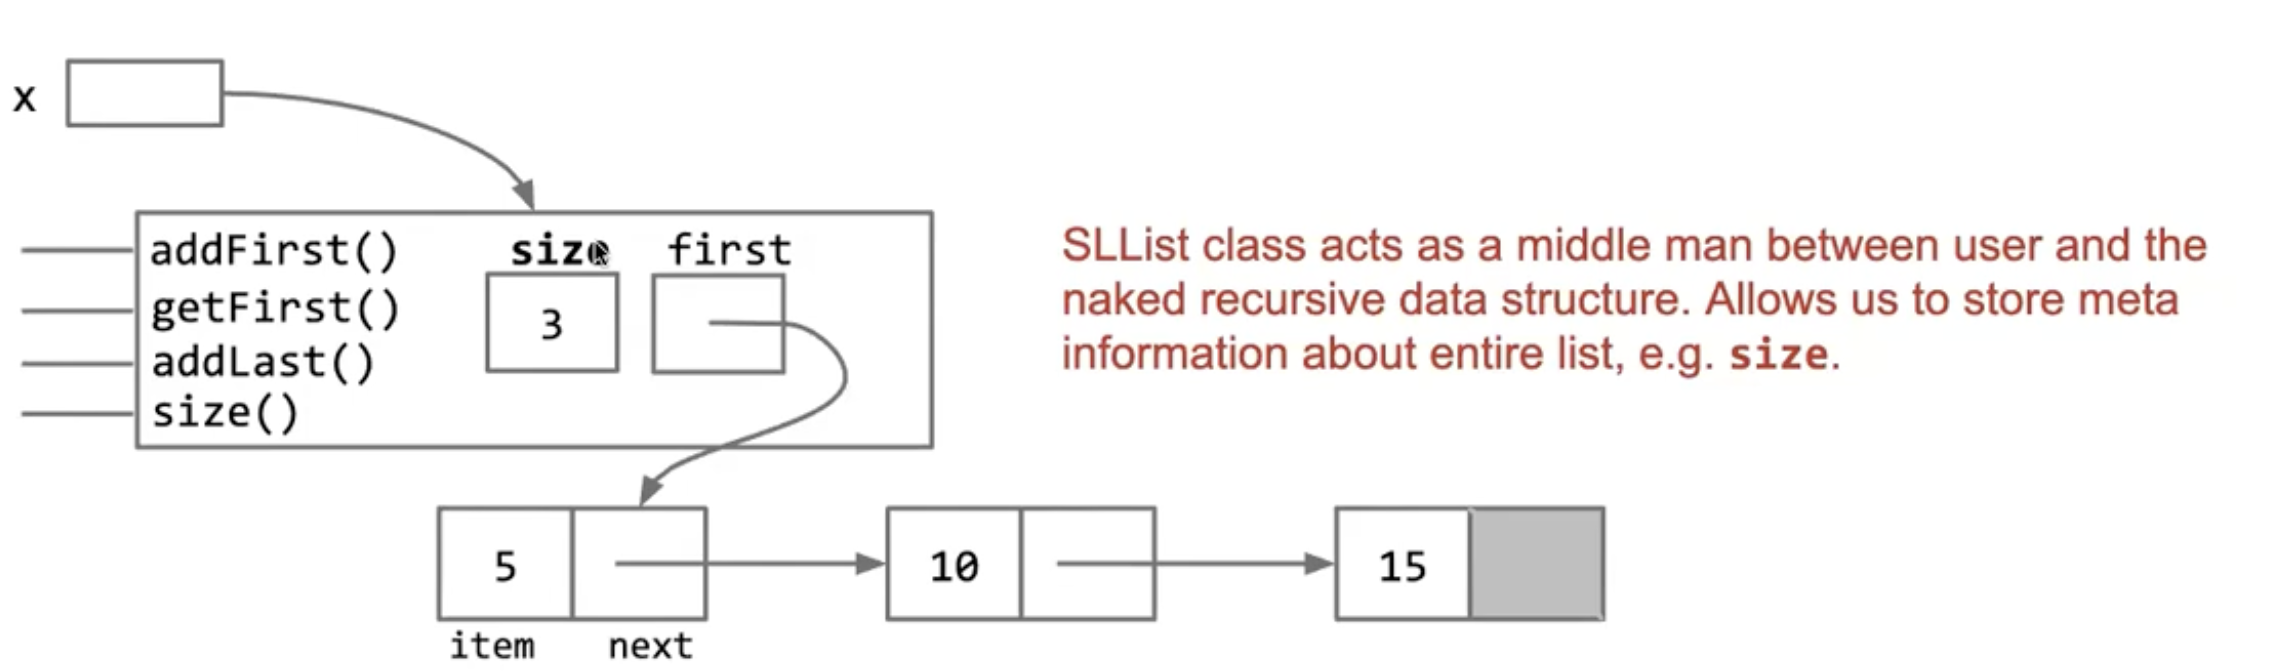 x
addFirst()
getFirst()
addLast()
size()
size
first
3
SLList class acts as a middle man between user and the
naked recursive data structure. Allows us to store meta
information about entire list, e.g. size.
5
10
15
item
next